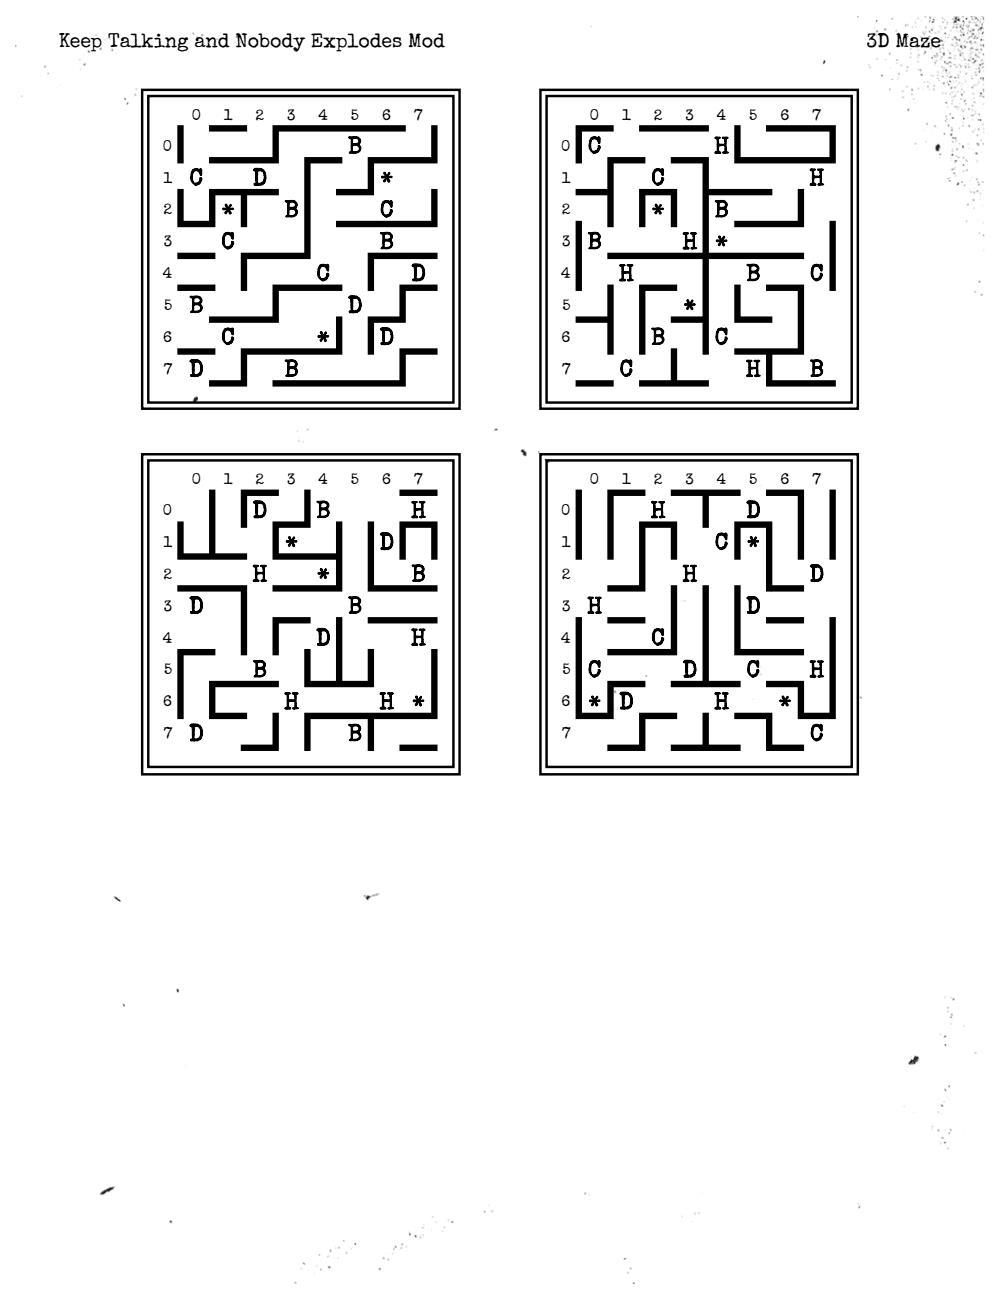 Keep Talking and Nobody Explodes Mod 3D Maze
0 1 2 3 4 5 6 7
0 B
1 C D *
2 * B C
3 C B
4 C D
5 B D
6 C * D
7 D B
0 1 2 3 4 5 6 7
0 C H
1 C H
2 * B
3 B H *
4 H B C
5 *
6 B C
7 C H B
0 1 2 3 4 5 6 7
0 D B H
1 * D
2 H * B
3 D B
4 D H
5 B
6 H H *
7 D B
0 1 2 3 4 5 6 7
0 H D
1 C *
2 H D
3 H D
4 C
5 C D C H
6 * D H *
7 C